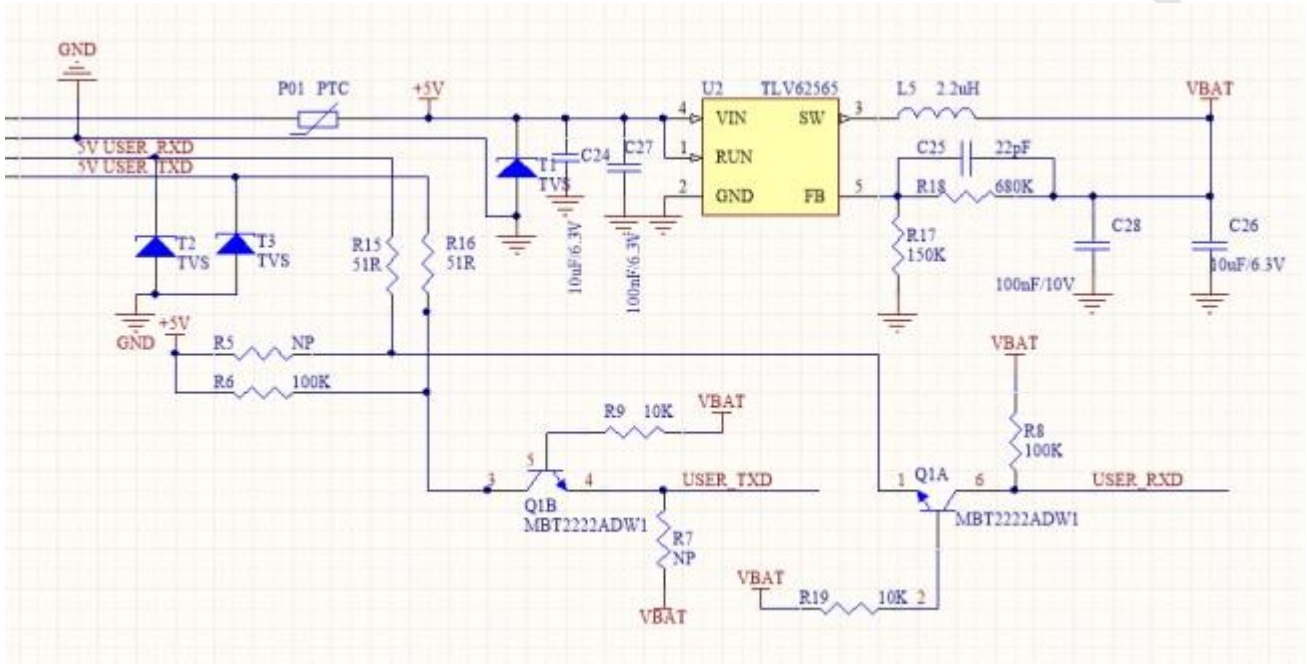 GND
P01 PTC
+5V
U2 TLV62565
L5 2.2uH
VBAT
4 VIN SW 3
5V USER_RXD
C24
C27
C25 22pF
1 RUN
5V USER_TXD
T1
TVS
2 GND FB 5
R18 680K
T2
TVS
T3
TVS
R15
51R
R16
51R
10uF/6.3V
100nF/6.3V
R17
150K
C28
C26
10uF/6.3V
100nF/10V
GND
+5V
R5 NP
VBAT
R6 100K
R9 10K VBAT
R8
100K
5
3 4 USER_TXD
1 Q1A 6 USER_RXD
Q1B
MBT2222ADW1
MBT2222ADW1
R7
NP
VBAT
R19 10K 2
VBAT